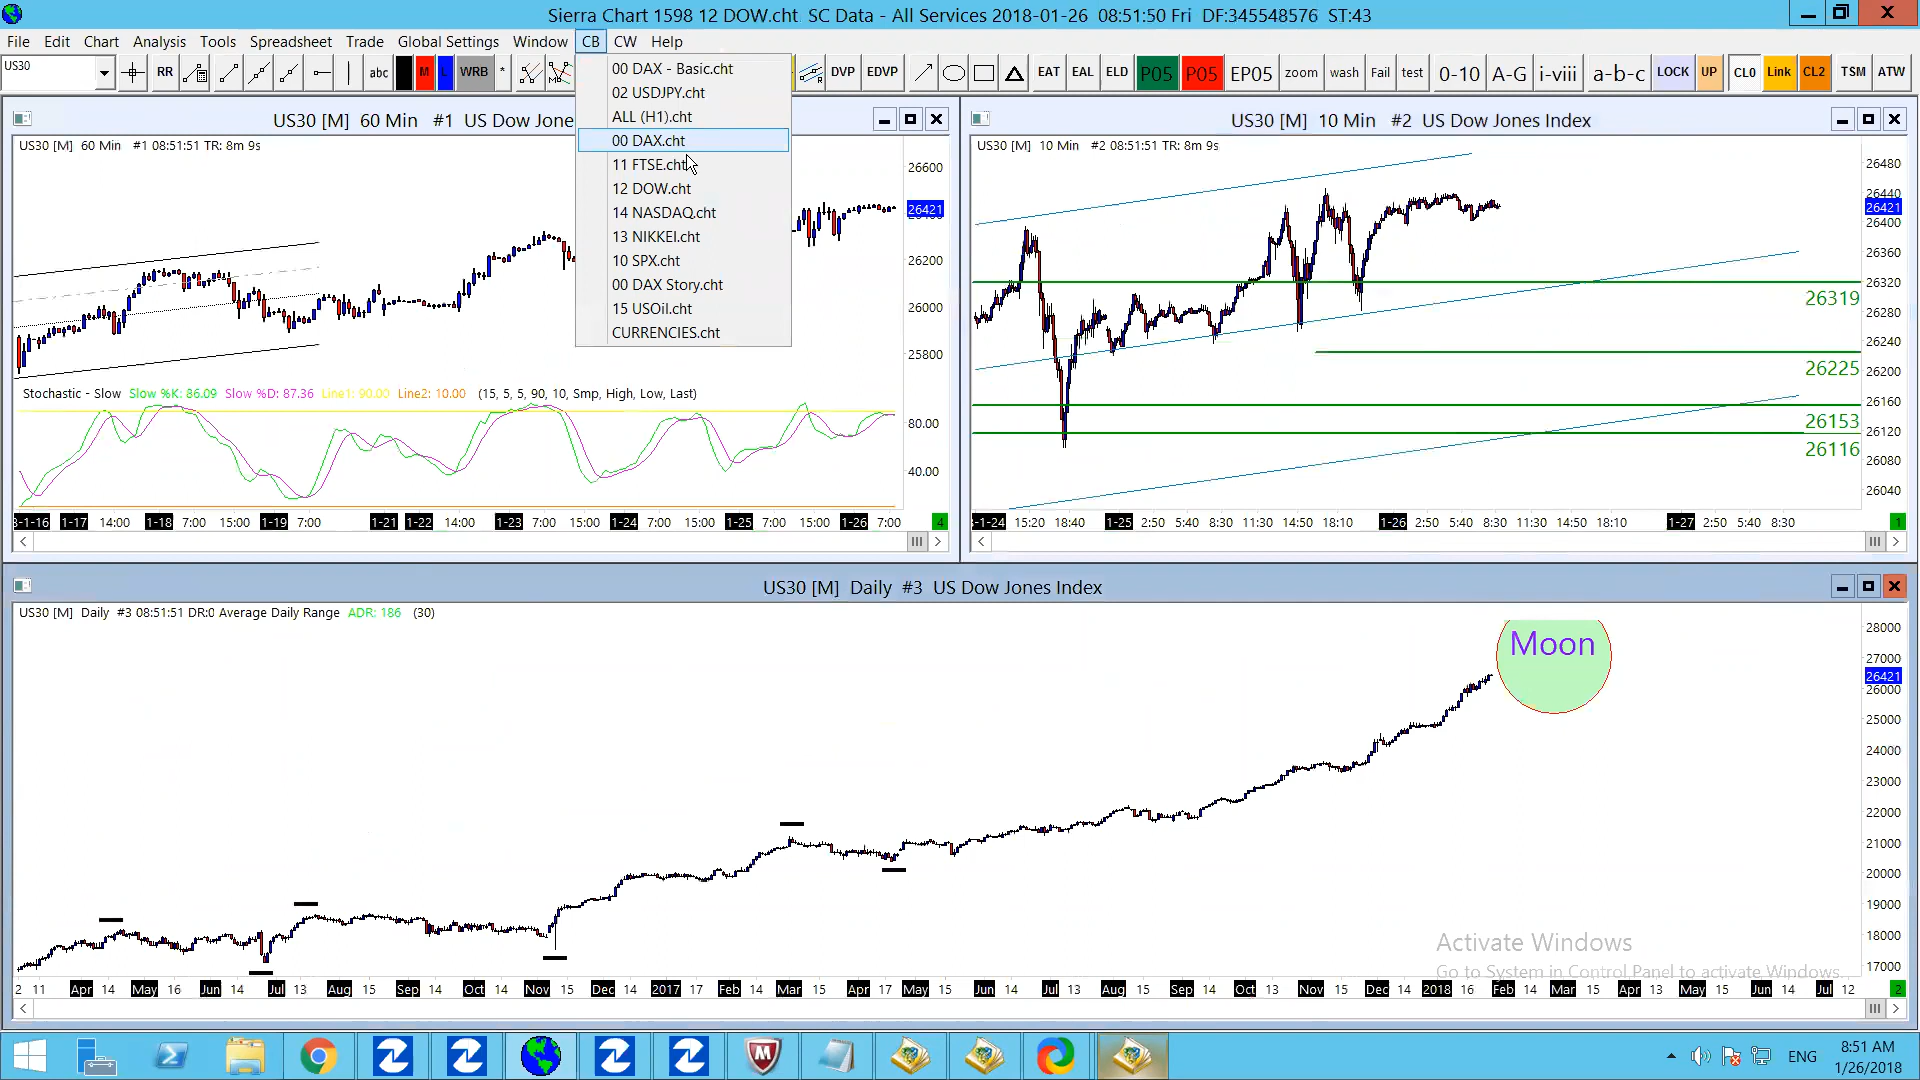 Sierra Chart 1598 12 DOW.cht  SC Data - All Services 2018-01-26  08:51:50 Fri  DF:345548576  ST:43
File Edit Chart Analysis Tools Spreadsheet Trade Global Settings Window CB CW Help
US30 RR abc M L WRB * DVP EDVP EAT EAL ELD P05 P05 EP05 zoom wash Fail test 0-10 A-G i-viii a-b-c LOCK UP CL0 Link CL2 TSM ATW
00 DAX - Basic.cht
02 USDJPY.cht
ALL (H1).cht
00 DAX.cht
11 FTSE.cht
12 DOW.cht
14 NASDAQ.cht
13 NIKKEI.cht
10 SPX.cht
00 DAX Story.cht
15 USOil.cht
CURRENCIES.cht
US30 [M]  60 Min  #1  US Dow Jone
US30 [M]  60 Min  #1 08:51:51 TR: 8m 9s
26600
26421
26200
26000
25800
Stochastic - Slow  Slow %K: 86.09  Slow %D: 87.36  Line1: 90.00  Line2: 10.00  (15, 5, 5, 90, 10, Smp, High, Low, Last)
80.00
40.00
8-1-16 1-17 14:00 1-18 7:00 15:00 1-19 7:00 1-21 1-22 14:00 1-23 7:00 15:00 1-24 7:00 15:00 1-25 7:00 15:00 1-26 7:00 4
US30 [M]  10 Min  #2  US Dow Jones Index
US30 [M]  10 Min  #2 08:51:51 TR: 8m 9s
26480
26440
26421
26400
26360
26320
26319
26280
26240
26225
26200
26160
26153
26120
26116
26080
26040
8-1-24 15:20 18:40 1-25 2:50 5:40 8:30 11:30 14:50 18:10 1-26 2:50 5:40 8:30 11:30 14:50 18:10 1-27 2:50 5:40 8:30 1
US30 [M]  Daily  #3  US Dow Jones Index
US30 [M]  Daily  #3 08:51:51 DR:0 Average Daily Range  ADR: 186  (30)
Moon
28000
27000
26421
26000
25000
24000
23000
22000
21000
20000
19000
18000
17000
Activate Windows
Go to System in Control Panel to activate Windows.
2 11 Apr 14 May 16 Jun 14 Jul 13 Aug 15 Sep 14 Oct 14 Nov 15 Dec 14 2017 16 Feb 14 Mar 15 Apr 17 May 15 Jun 14 Jul 13 Aug 15 Sep 14 Oct 13 Nov 15 Dec 14 2018 16 Feb 14 Mar 15 Apr 13 May 15 Jun 14 Jul 12 2
ENG
8:51 AM
1/26/2018